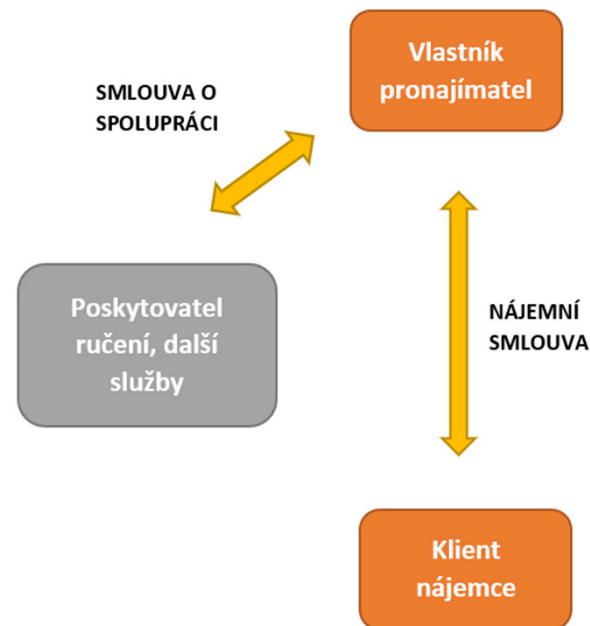 Vlastník
pronajímatel
SMLOUVA O
SPOLUPRÁCI
Poskytovatel
ručení, další
služby
NÁJEMNÍ
SMLOUVA
Klient
nájemce